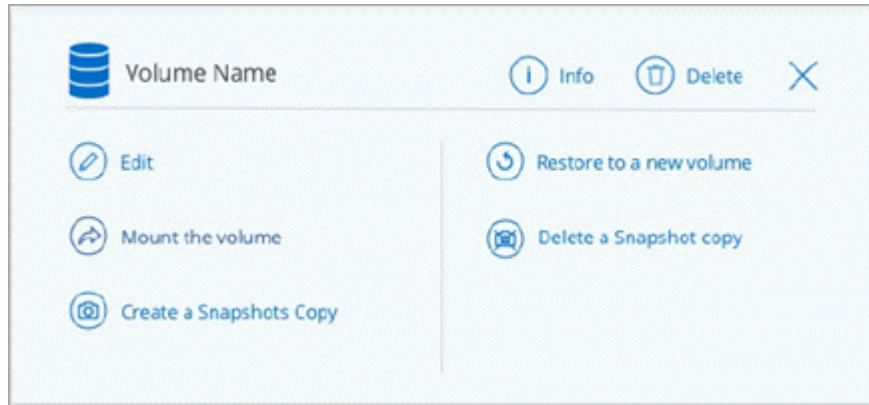 Volume Name
Info
Delete
Edit
Mount the volume
Create a Snapshots Copy
Restore to a new volume
Delete a Snapshot copy